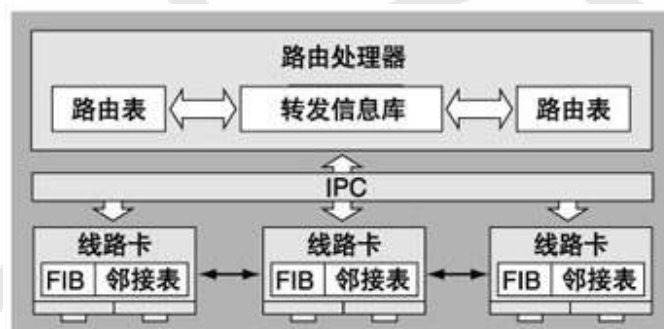 路由处理器
路由表 转发信息库 路由表
IPC
线路卡 线路卡 线路卡
FIB 邻接表 FIB 邻接表 FIB 邻接表